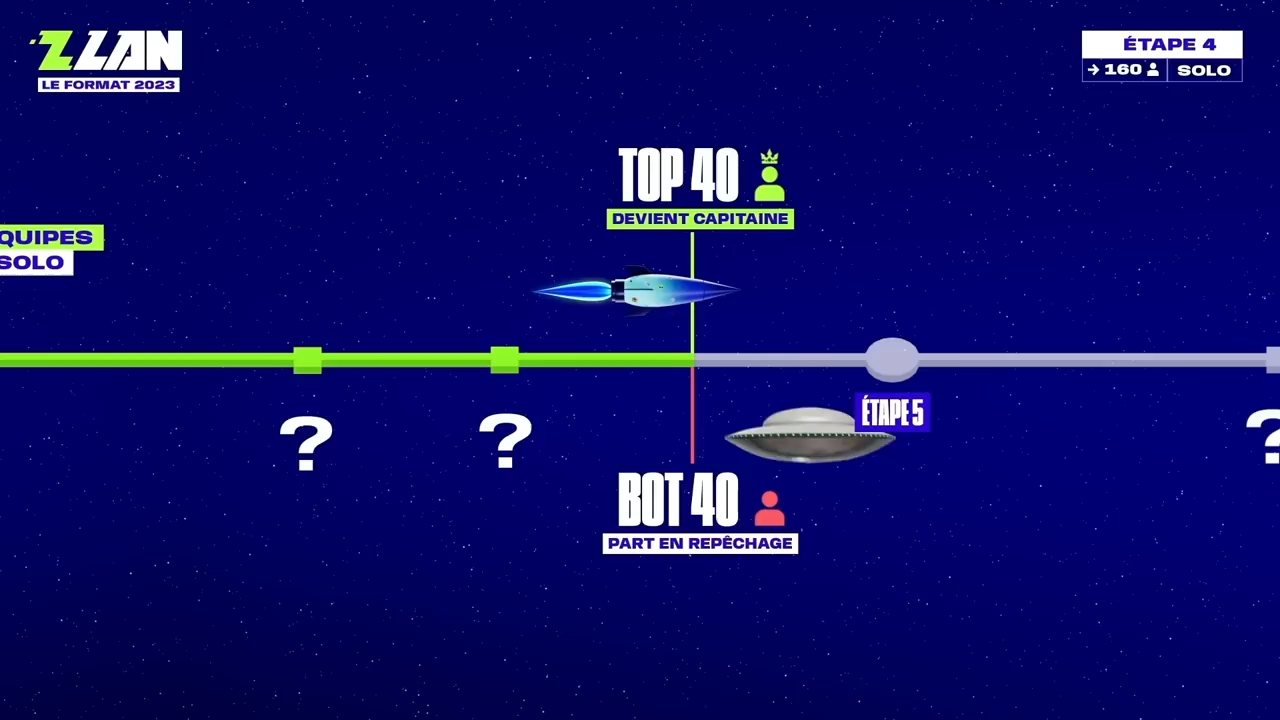 ZLAN
LE FORMAT 2023
ÉTAPE 4
→ 160
SOLO
TOP 40
DEVIENT CAPITAINE
QUIPES
SOLO
?
?
?
ÉTAPE 5
BOT 40
PART EN REPÊCHAGE